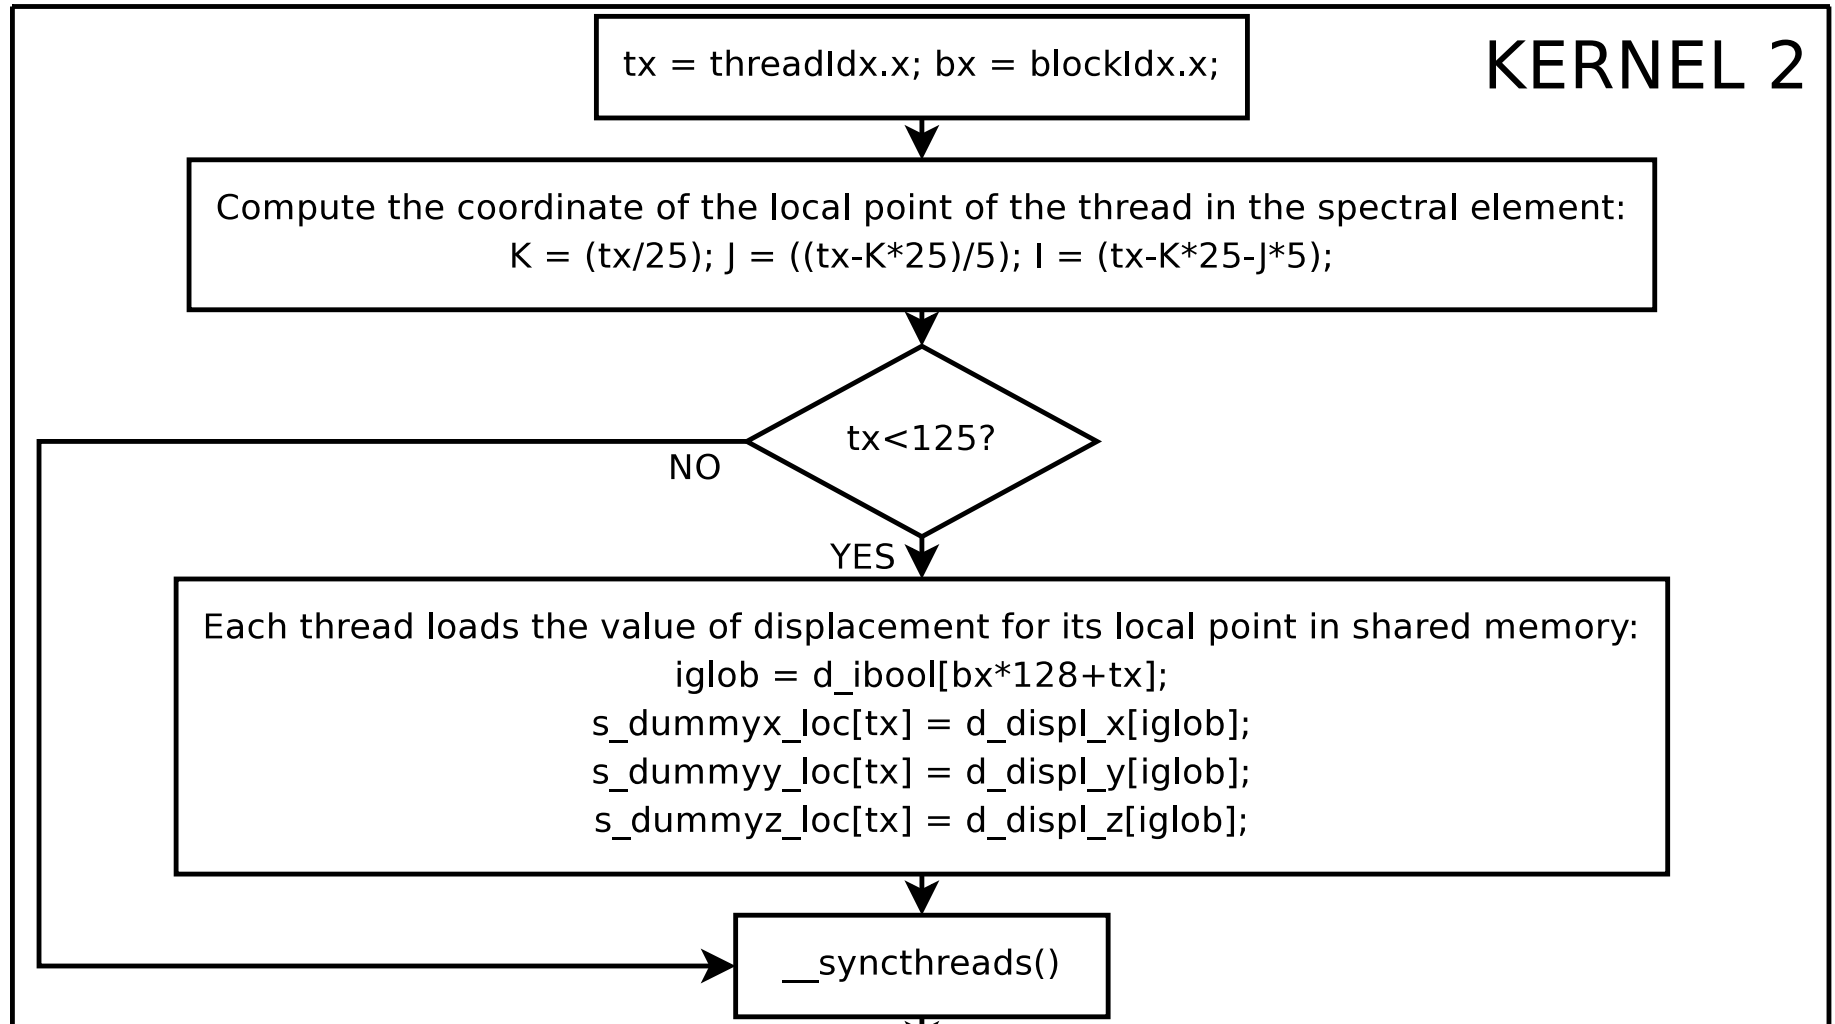 KERNEL 2
tx = threadIdx.x; bx = blockIdx.x;
Compute the coordinate of the local point of the thread in the spectral element:
K = (tx/25); J = ((tx-K*25)/5); I = (tx-K*25-J*5);
tx<125?
NO
YES
Each thread loads the value of displacement for its local point in shared memory:
iglob = d_ibool[bx*128+tx];
s_dummyx_loc[tx] = d_displ_x[iglob];
s_dummyy_loc[tx] = d_displ_y[iglob];
s_dummyz_loc[tx] = d_displ_z[iglob];
__syncthreads()